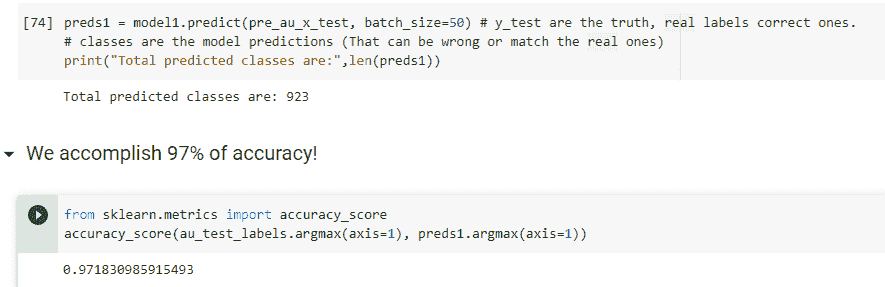 [74] preds1 = model1.predict(pre_au_x_test, batch_size=50) # y_test are the truth, real labels correct ones.
# classes are the model predictions (That can be wrong or match the real ones)
print("Total predicted classes are:",len(preds1))
Total predicted classes are: 923
We accomplish 97% of accuracy!
from sklearn.metrics import accuracy_score
accuracy_score(au_test_labels.argmax(axis=1), preds1.argmax(axis=1))
0.971830985915493